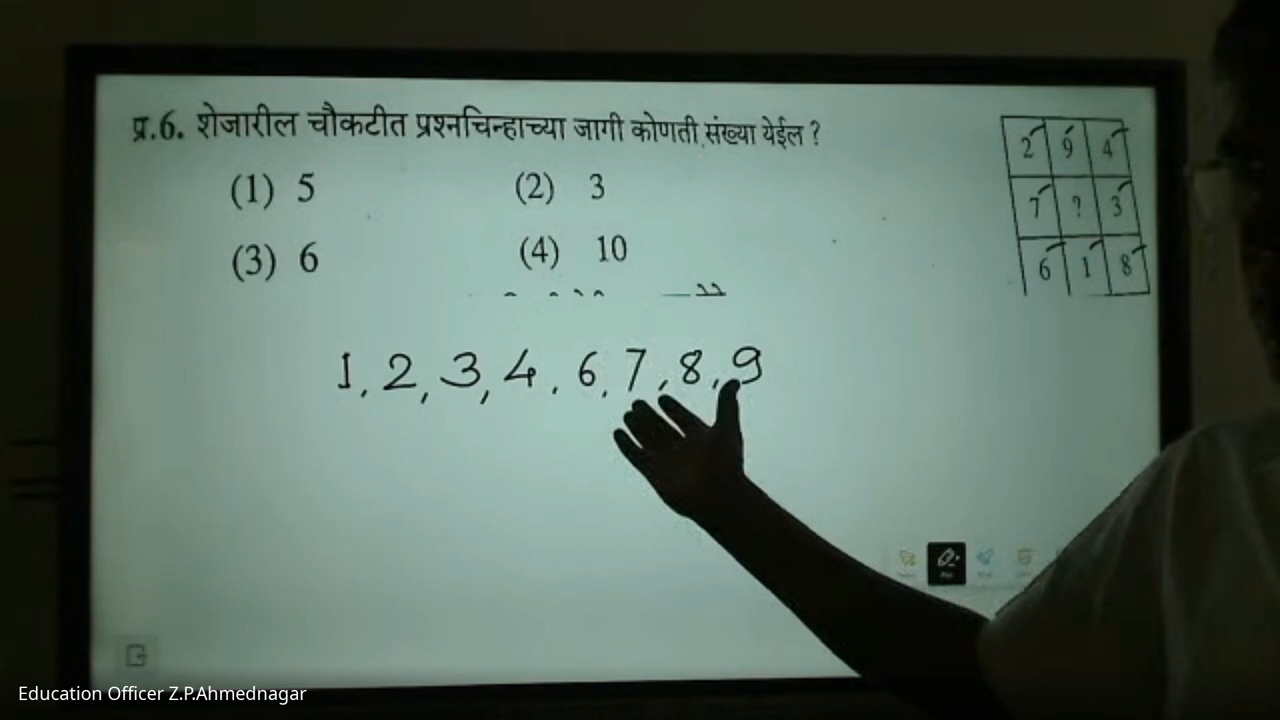 प्र.6. शेजारील चौकटीत प्रश्नचिन्हाच्या जागी कोणती संख्या येईल ?
(1) 5 (2) 3
(3) 6 (4) 10
2 9 4
7 ? 3
6 1 8
1, 2, 3, 4, 6, 7, 8, 9
Education Officer Z.P.Ahmednagar